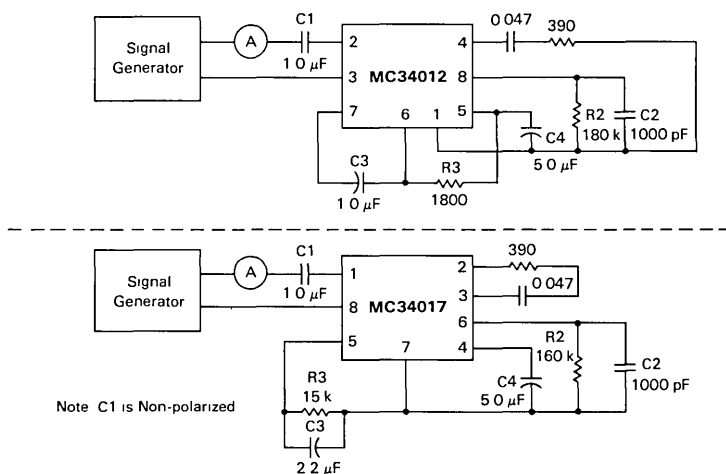 Signal
Generator
A
C1
1 0 µF
2
3
7
6
1
4
8
5
MC34012
0 047
390
R2
180 k
C2
1000 pF
C4
5 0 µF
C3
1 0 µF
R3
1800
Signal
Generator
A
C1
1 0 µF
1
8
5
7
2
3
6
4
MC34017
390
0 047
R2
160 k
C2
1000 pF
C4
5 0 µF
R3
15 k
C3
2 2 µF
Note C1 is Non-polarized